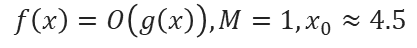 f(x) = O(g(x)), M = 1, x₀ ≈ 4.5